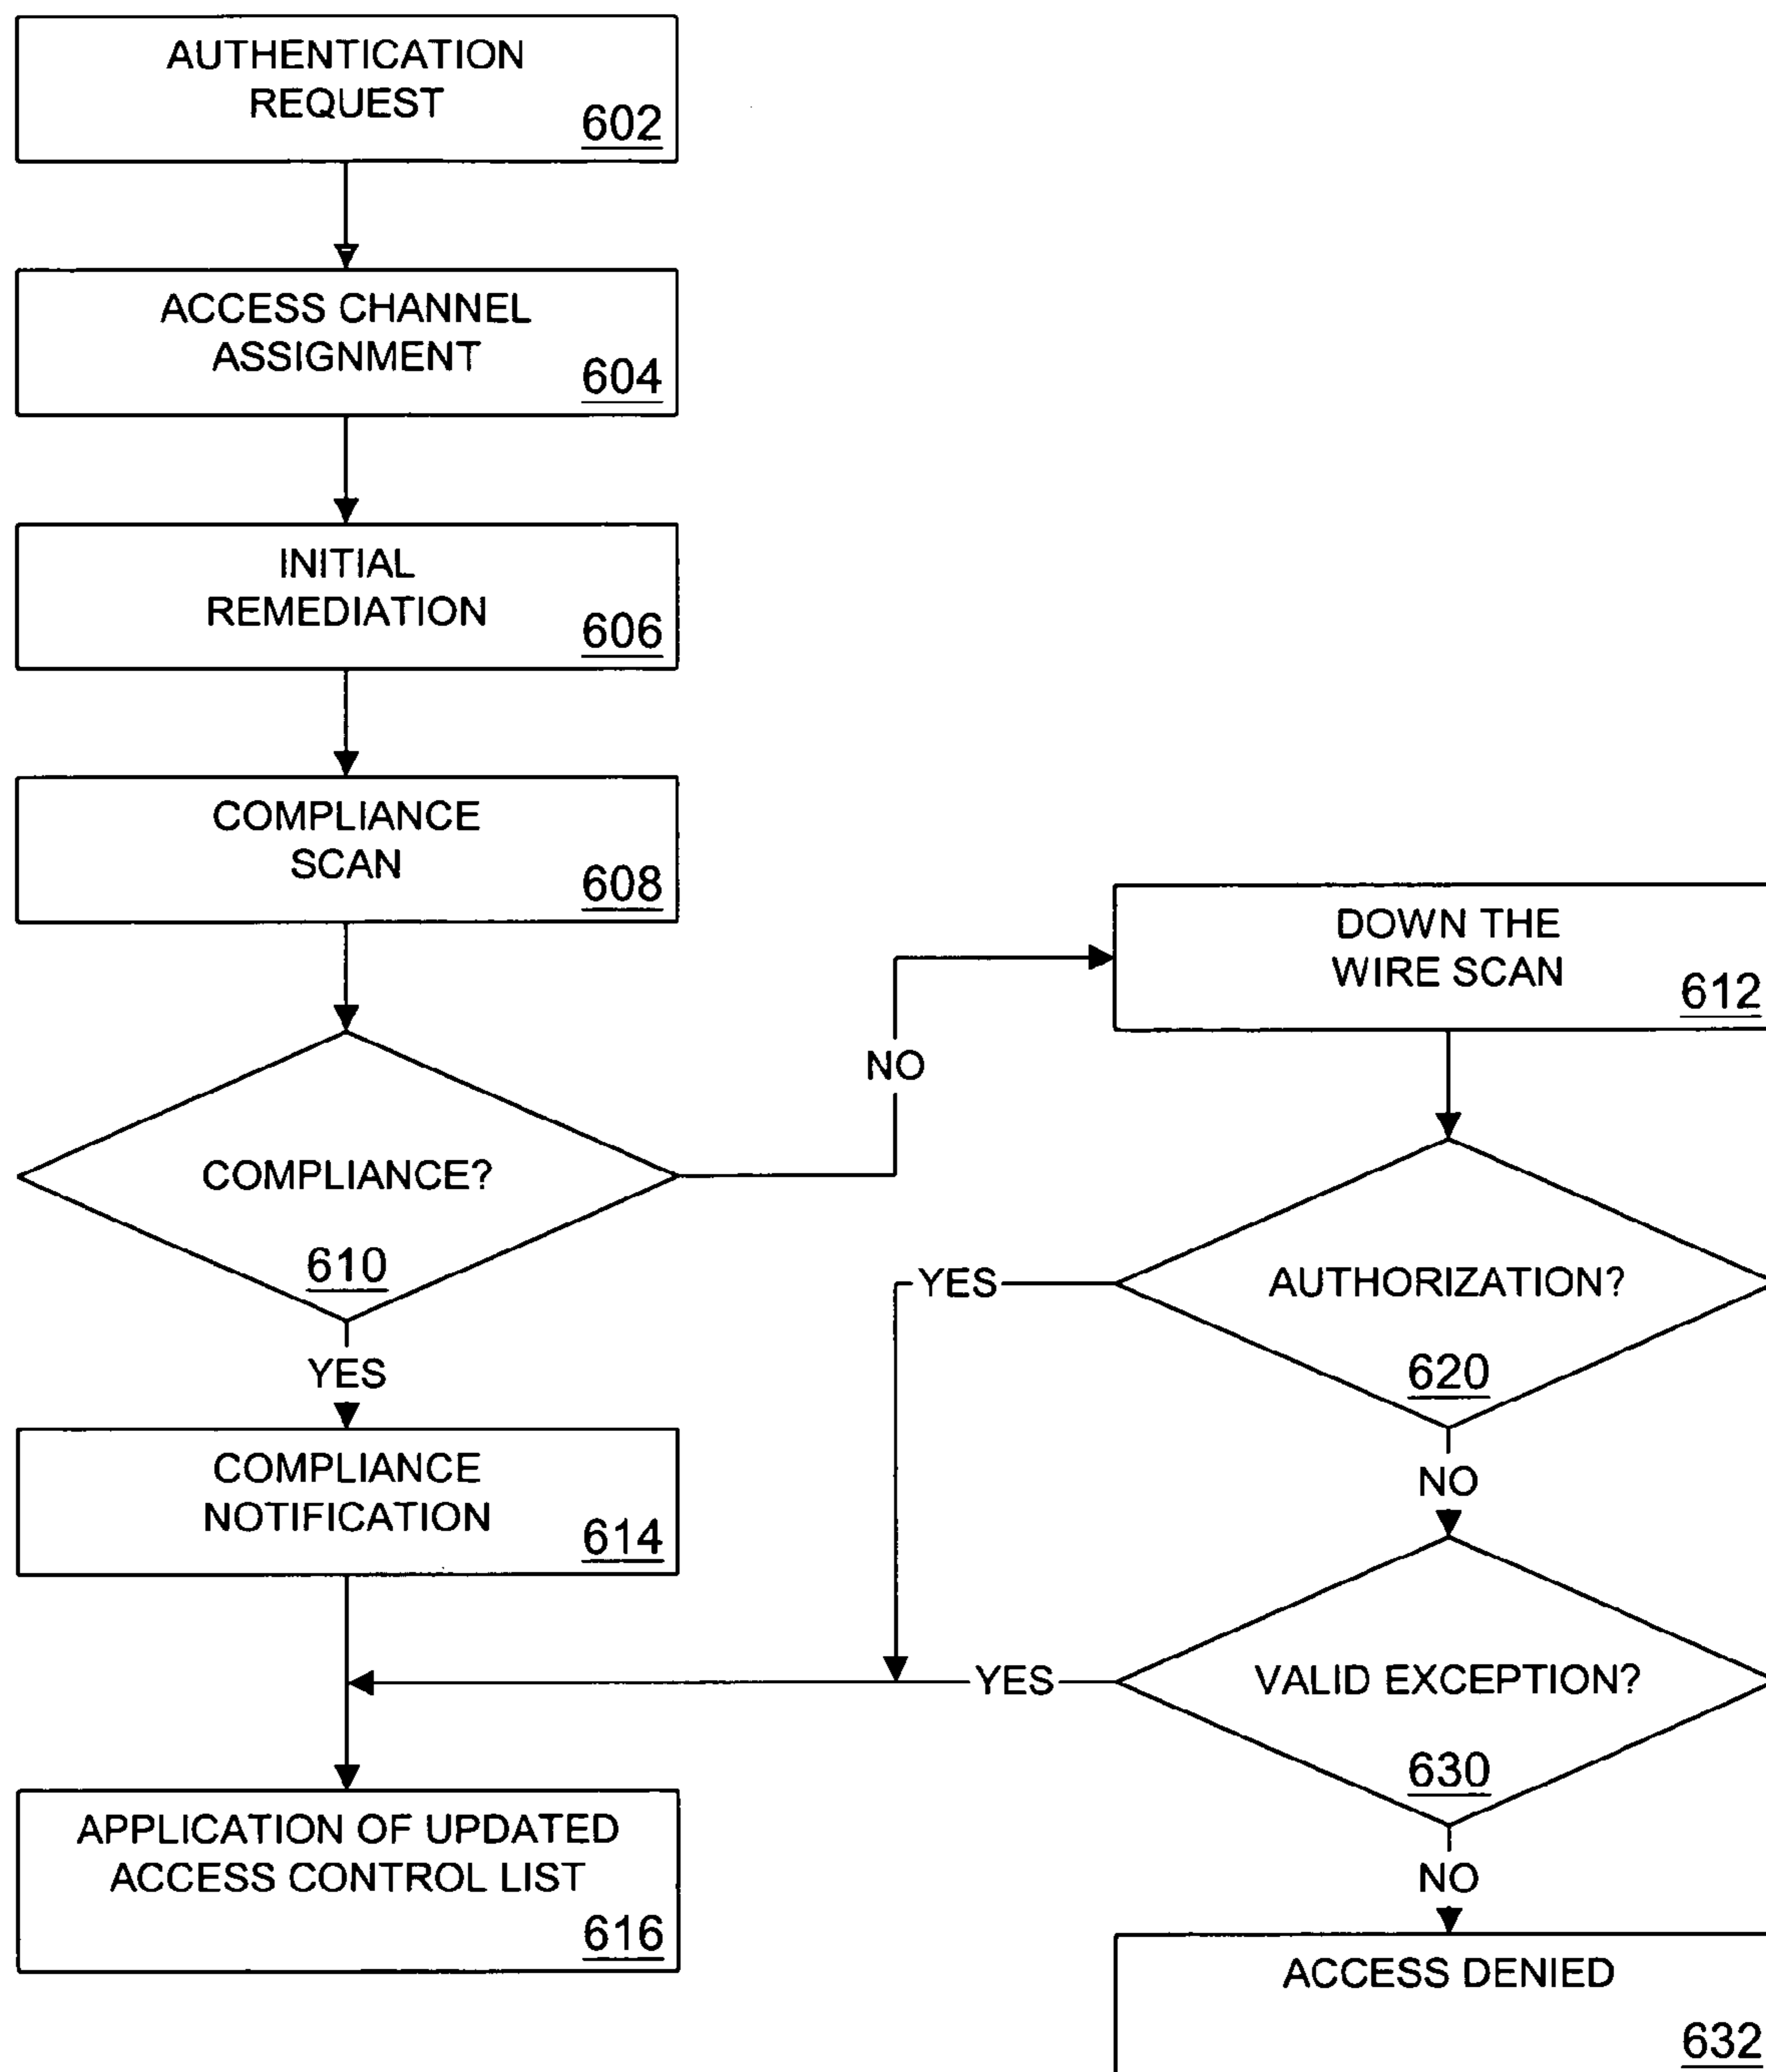 AUTHENTICATION
REQUEST
602
ACCESS CHANNEL
ASSIGNMENT
604
INITIAL
REMEDIATION
606
COMPLIANCE
SCAN
608
COMPLIANCE?
610
NO
YES
DOWN THE
WIRE SCAN
612
AUTHORIZATION?
620
YES
NO
COMPLIANCE
NOTIFICATION
614
VALID EXCEPTION?
630
YES
NO
APPLICATION OF UPDATED
ACCESS CONTROL LIST
616
ACCESS DENIED
632